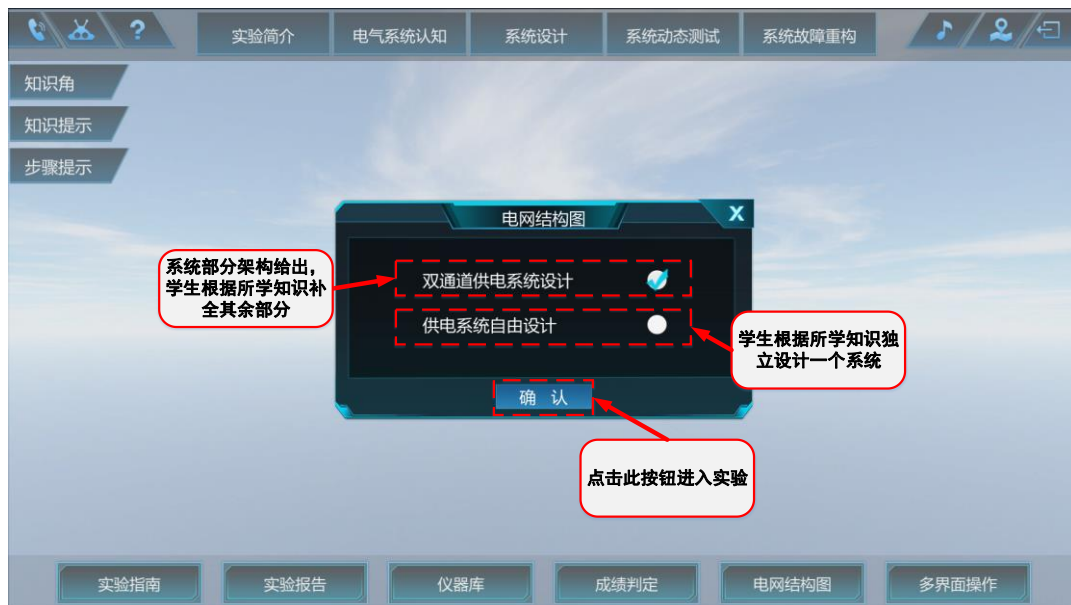 ?
实验简介
电气系统认知
系统设计
系统动态测试
系统故障重构
知识角
知识提示
步骤提示
电网结构图
X
系统部分架构给出，
学生根据所学知识补
全其余部分
双通道供电系统设计
供电系统自由设计
学生根据所学知识独
立设计一个系统
确 认
点击此按钮进入实验
实验指南
实验报告
仪器库
成绩判定
电网结构图
多界面操作